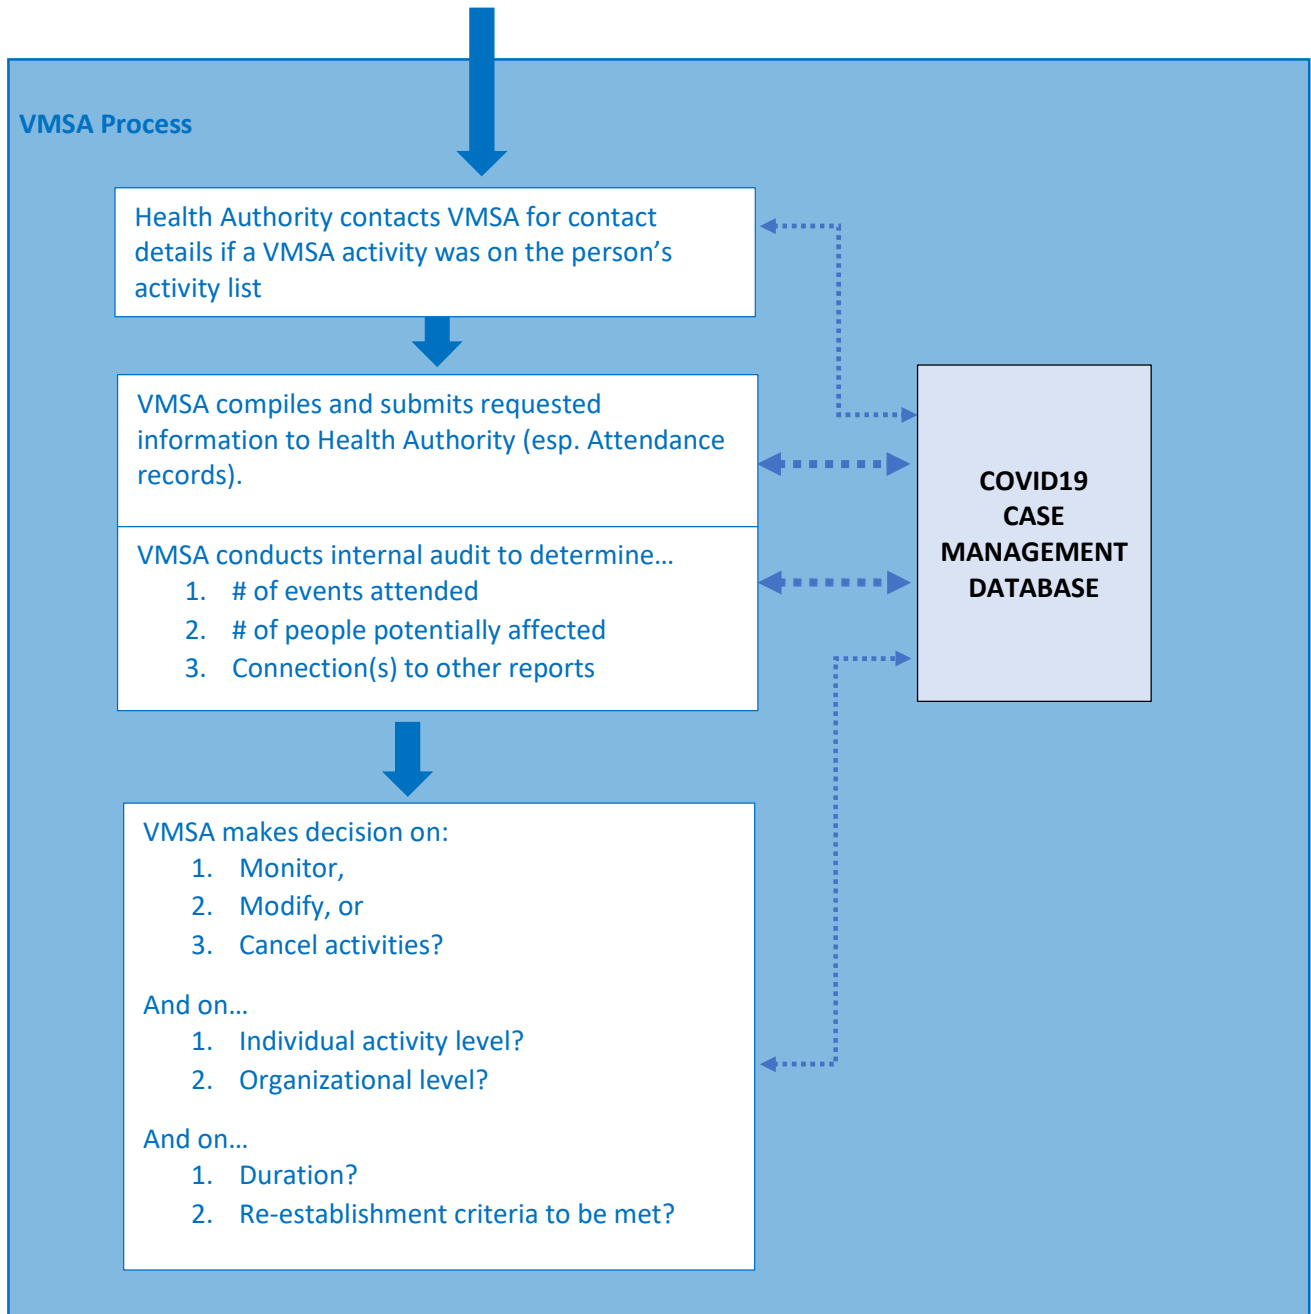 VMSA Process
Health Authority contacts VMSA for contact
details if a VMSA activity was on the person’s
activity list
VMSA compiles and submits requested
information to Health Authority (esp. Attendance
records).
VMSA conducts internal audit to determine…
1. # of events attended
2. # of people potentially affected
3. Connection(s) to other reports
COVID19
CASE
MANAGEMENT
DATABASE
VMSA makes decision on:
1. Monitor,
2. Modify, or
3. Cancel activities?
And on…
1. Individual activity level?
2. Organizational level?
And on…
1. Duration?
2. Re-establishment criteria to be met?